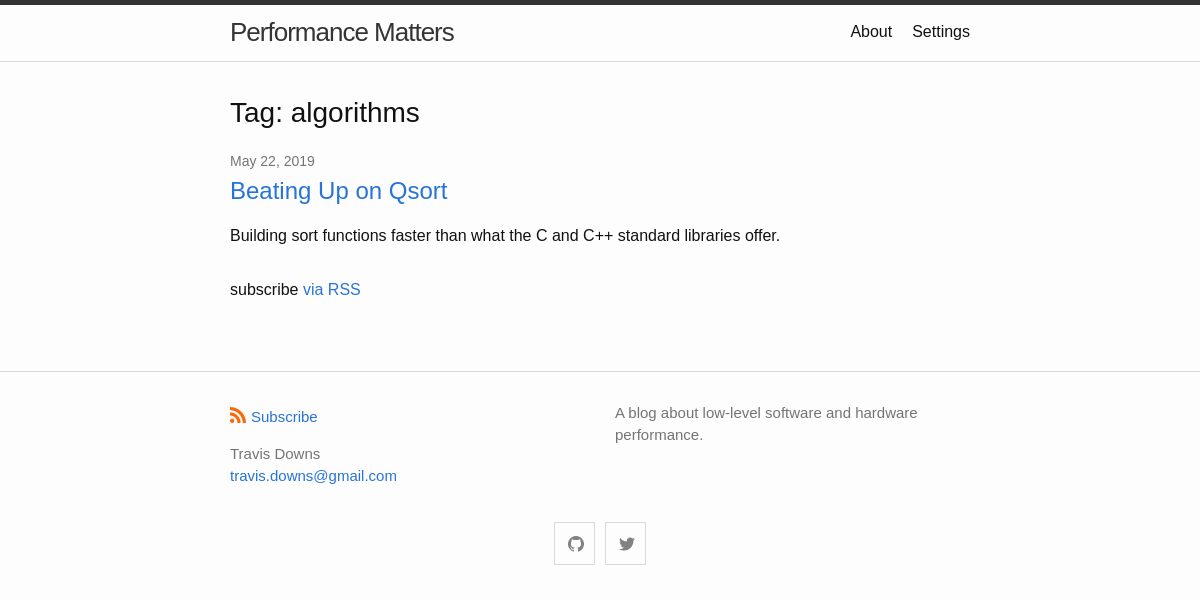 Performance Matters
About Settings
Tag: algorithms
May 22, 2019
Beating Up on Qsort
Building sort functions faster than what the C and C++ standard libraries offer.
subscribe via RSS
Subscribe
Travis Downs
travis.downs@gmail.com
A blog about low-level software and hardware
performance.